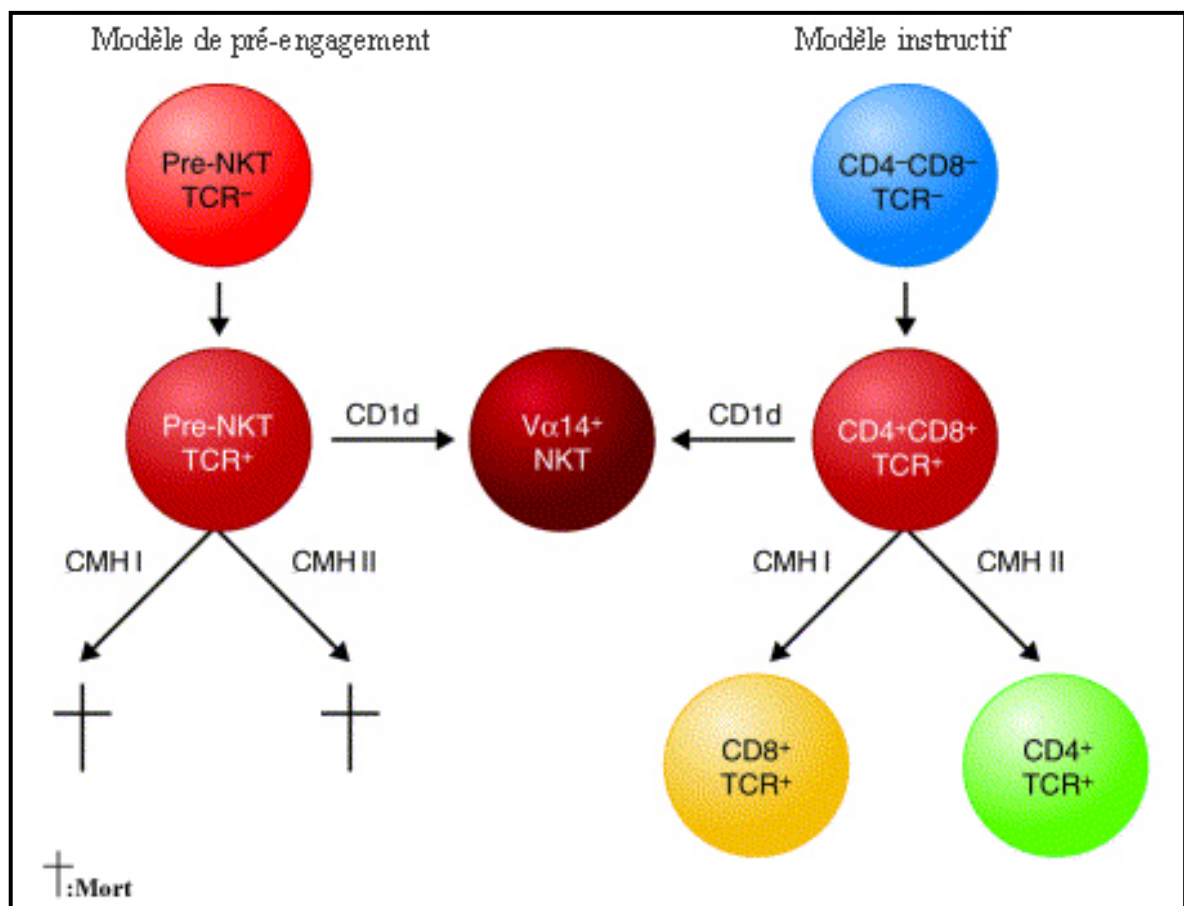 Modèle de pré-engagement
Modèle instructif
Pre-NKT
TCR⁻
CD4⁻CD8⁻
TCR⁻
Pre-NKT
TCR⁺
CD1d
Vα14⁺
NKT
CD1d
CD4⁺CD8⁺
TCR⁺
CMH I
CMH II
CMH I
CMH II
CD8⁺
TCR⁺
CD4⁺
TCR⁺
†:Mort